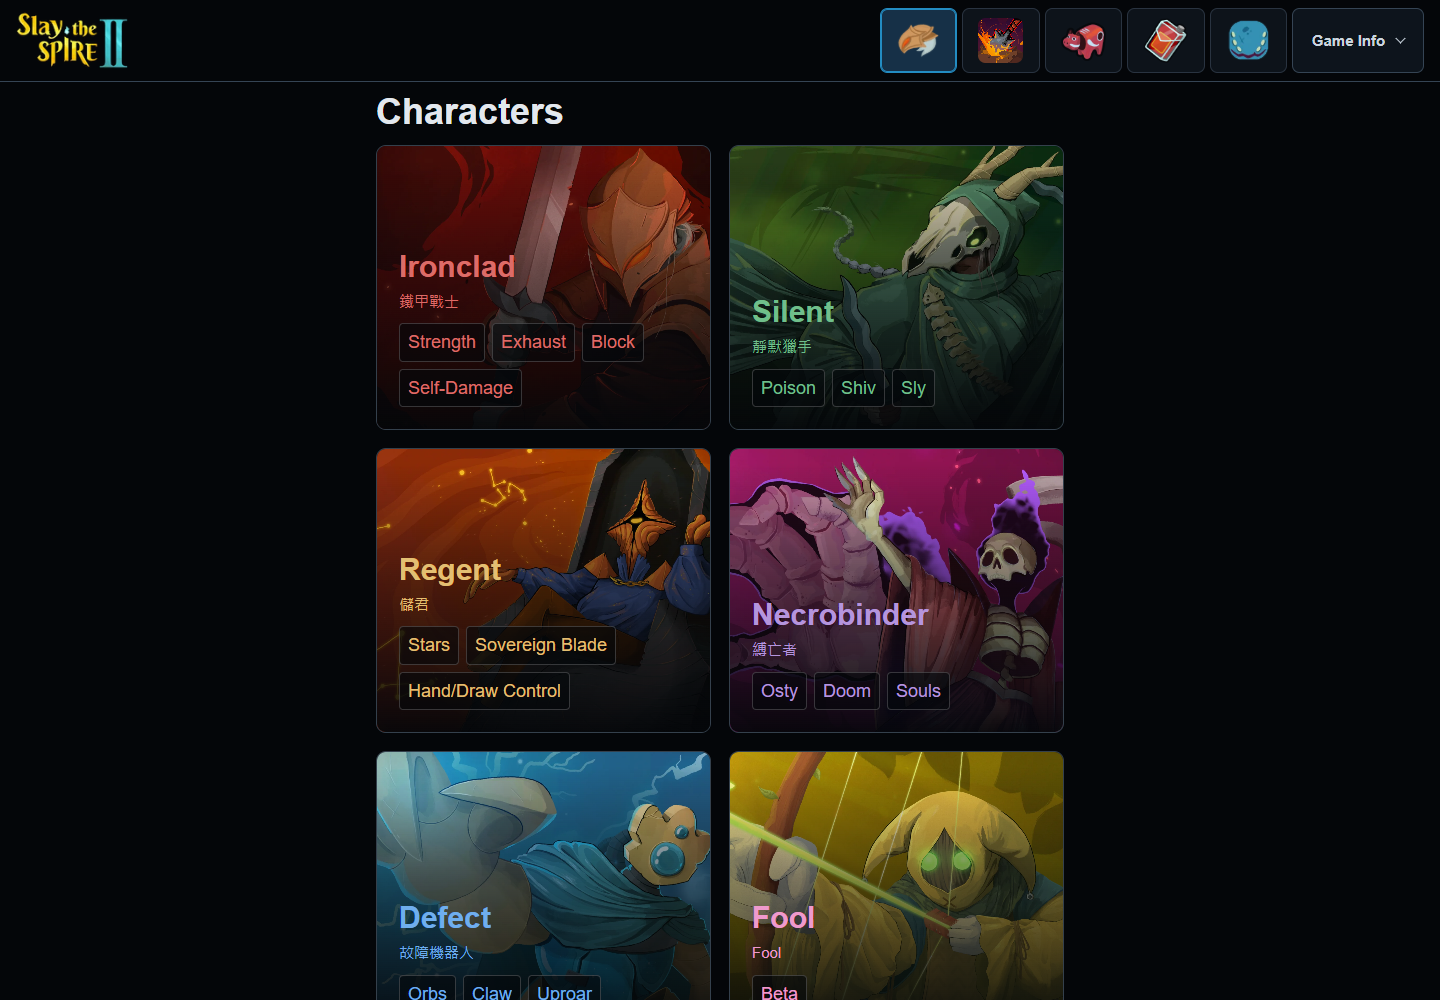 Slay the
SPIRE II
Game Info
Characters
Ironclad
鐵甲戰士
Strength Exhaust Block
Self-Damage
Silent
靜默獵手
Poison Shiv Sly
Regent
儲君
Stars Sovereign Blade
Hand/Draw Control
Necrobinder
縛亡者
Osty Doom Souls
Defect
故障機器人
Orbs Claw Uproar
Fool
Fool
Beta